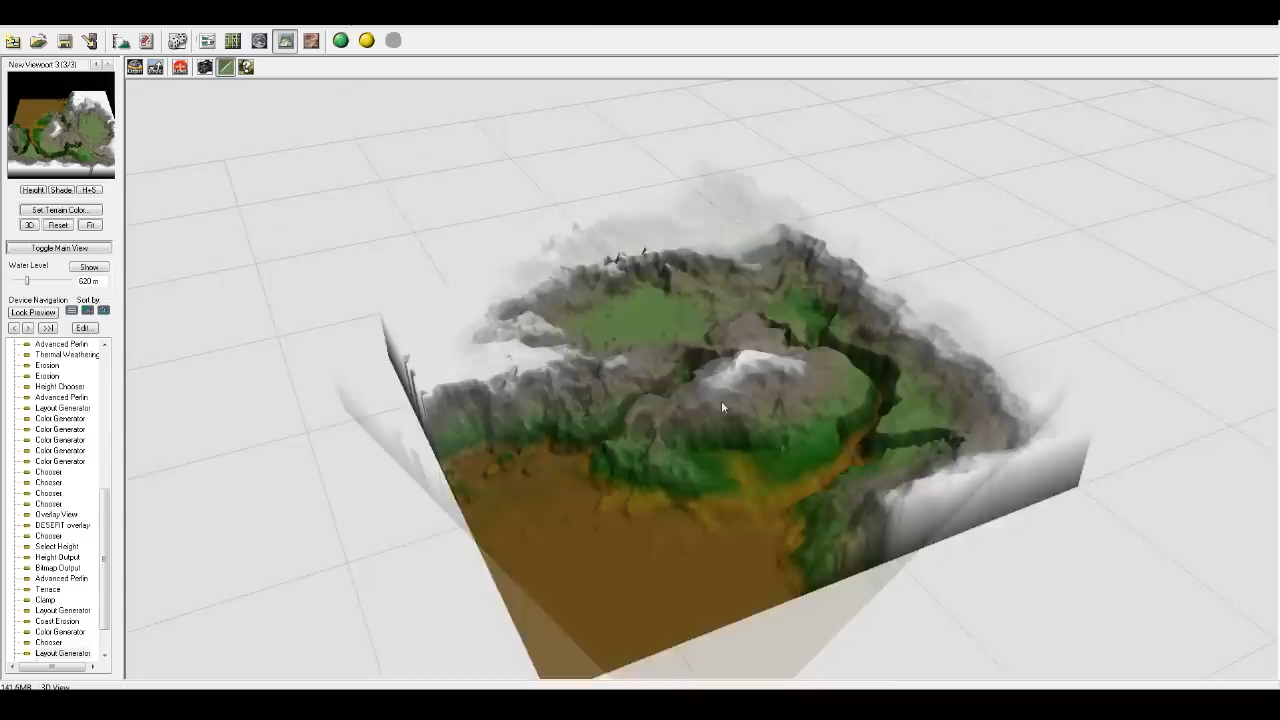 New Viewport 3 (3/3)
Height Shade H+S
Set Terrain Color...
3D Reset Fit
Toggle Main View
Water Level Show
620 m
Device Navigation Sort by:
Lock Preview
< > >>| Edit...
Advanced Perlin
Thermal Weathering
Erosion
Erosion
Height Chooser
Advanced Perlin
Layout Generator
Color Generator
Color Generator
Color Generator
Color Generator
Color Generator
Chooser
Chooser
Chooser
Chooser
Overlay View
DESERT overlay
Chooser
Select Height
Height Output
Bitmap Output
Advanced Perlin
Terrace
Clamp
Layout Generator
Coast Erosion
Color Generator
Chooser
Layout Generator
141.6MB 3D View